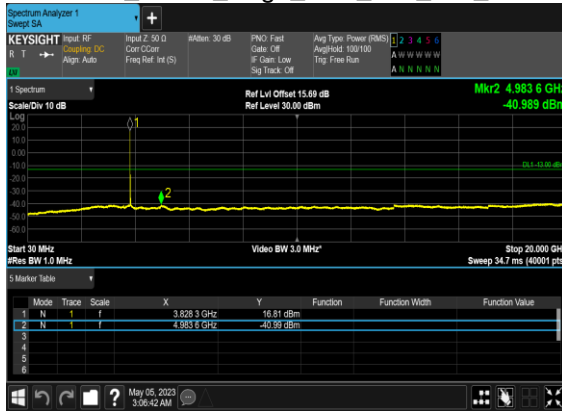 Spectrum Analyzer 1
Swept SA
+
KEYSIGHT Input: RF Input Z: 50 Ω #Atten: 30 dB PNO: Fast Avg Type: Power (RMS) 1 2 3 4 5 6
R T Coupling: DC Corr CCorr Gate: Off Avg|Hold: 100/100 A W W W W W
Align: Auto Freq Ref: Int (S) IF Gain: Low Trig: Free Run
Sig Track: Off A N N N N N
LXI
1 Spectrum Ref Lvl Offset 15.69 dB Mkr2 4.983 6 GHz
Scale/Div 10 dB Ref Level 30.00 dBm -40.989 dBm
Log
20.0
10.0
0.00
-10.0
-20.0
-30.0
-40.0
-50.0
-60.0
1
2
DL1 -13.00 dBm
Start 30 MHz Video BW 3.0 MHz* Stop 20.000 GHz
#Res BW 1.0 MHz Sweep 34.7 ms (40001 pts)
5 Marker Table
Mode Trace Scale X Y Function Function Width Function Value
1 N 1 f 3.828 3 GHz 16.81 dBm
2 N 1 f 4.983 6 GHz -40.99 dBm
3
4
5
6
? May 05, 2023
3:06:42 AM